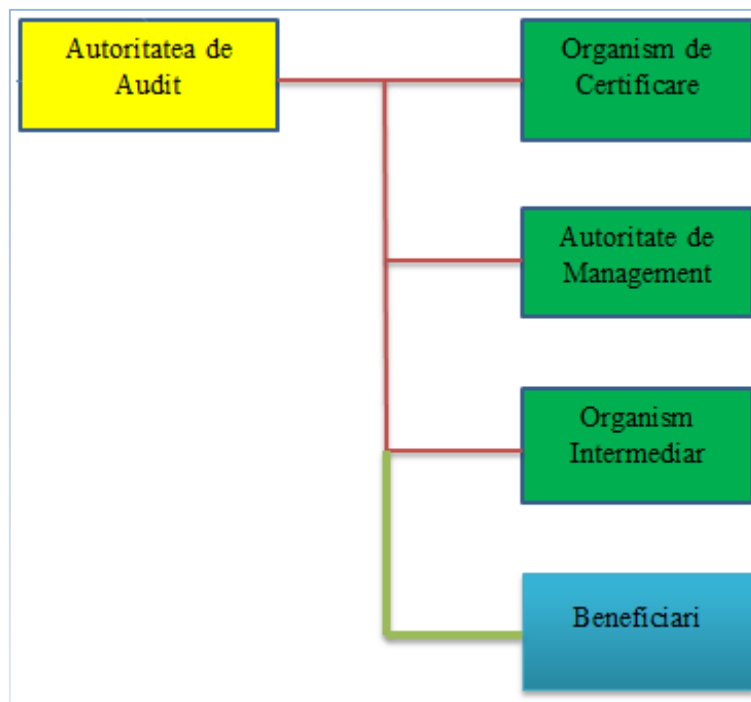 Autoritatea de
Audit
Organism de
Certificare
Autoritate de
Management
Organism
Intermediar
Beneficiari